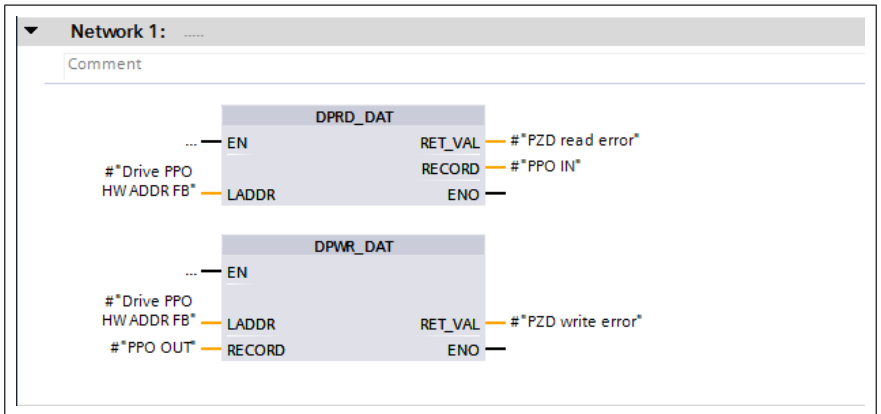 Network 1: .....
Comment
DPRD_DAT
... EN RET_VAL #"PZD read error"
RECORD #"PPO IN"
#"Drive PPO
HW ADDR FB" LADDR ENO
DPWR_DAT
... EN
#"Drive PPO
HW ADDR FB" LADDR RET_VAL #"PZD write error"
#"PPO OUT" RECORD ENO